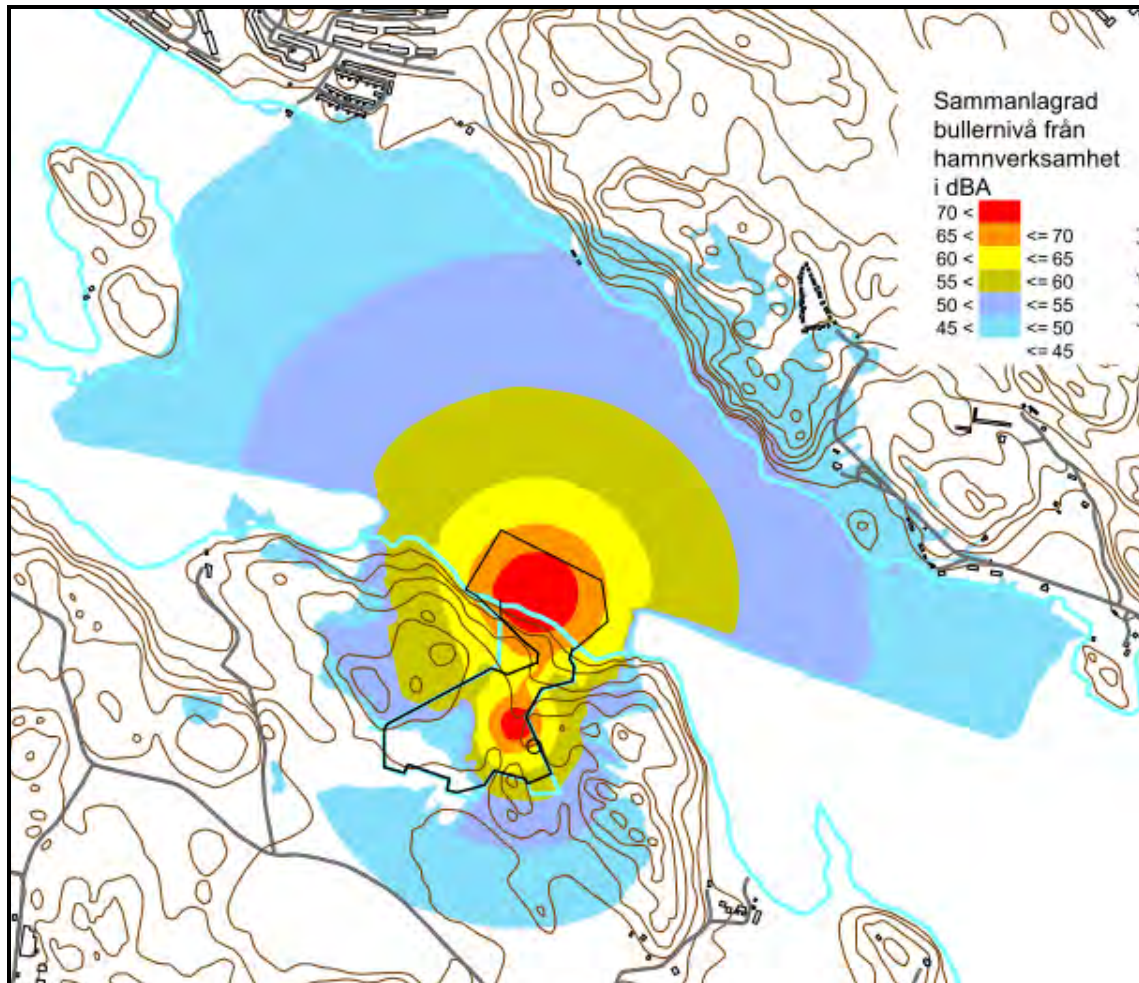 Sammanlagrad
bullernivå från
hamnverksamhet
i dBA
70 <
65 < <= 70
60 < <= 65
55 < <= 60
50 < <= 55
45 < <= 50
<= 45